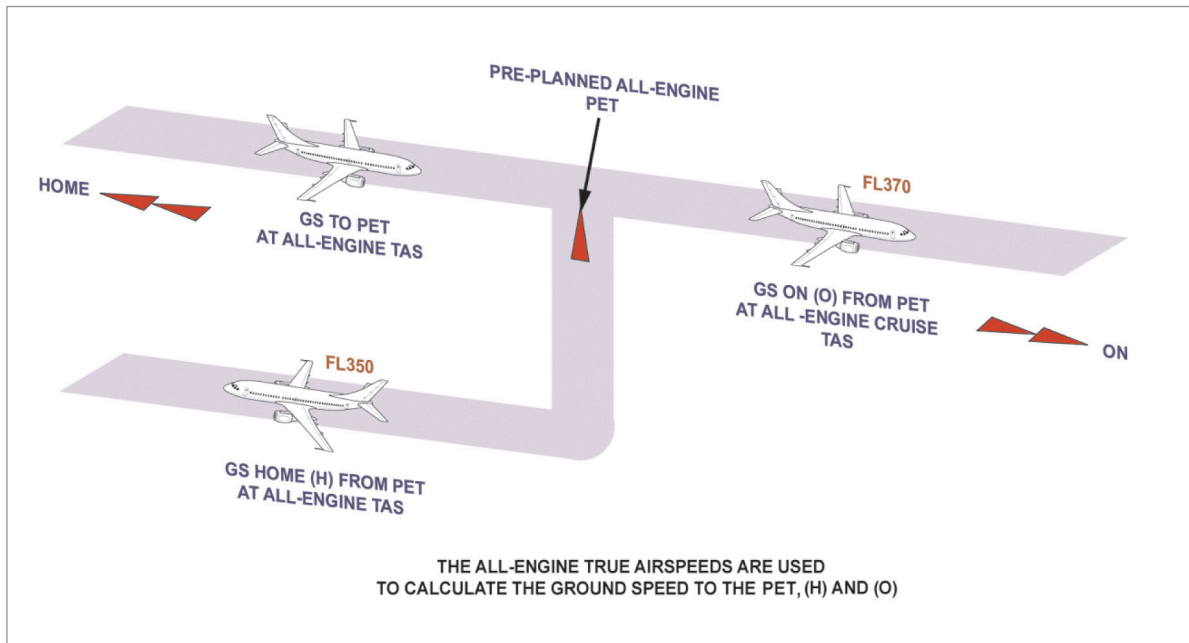 PRE-PLANNED ALL-ENGINE
PET
HOME
GS TO PET
AT ALL-ENGINE TAS
FL370
GS ON (O) FROM PET
AT ALL -ENGINE CRUISE
TAS
ON
FL350
GS HOME (H) FROM PET
AT ALL-ENGINE TAS
THE ALL-ENGINE TRUE AIRSPEEDS ARE USED
TO CALCULATE THE GROUND SPEED TO THE PET, (H) AND (O)